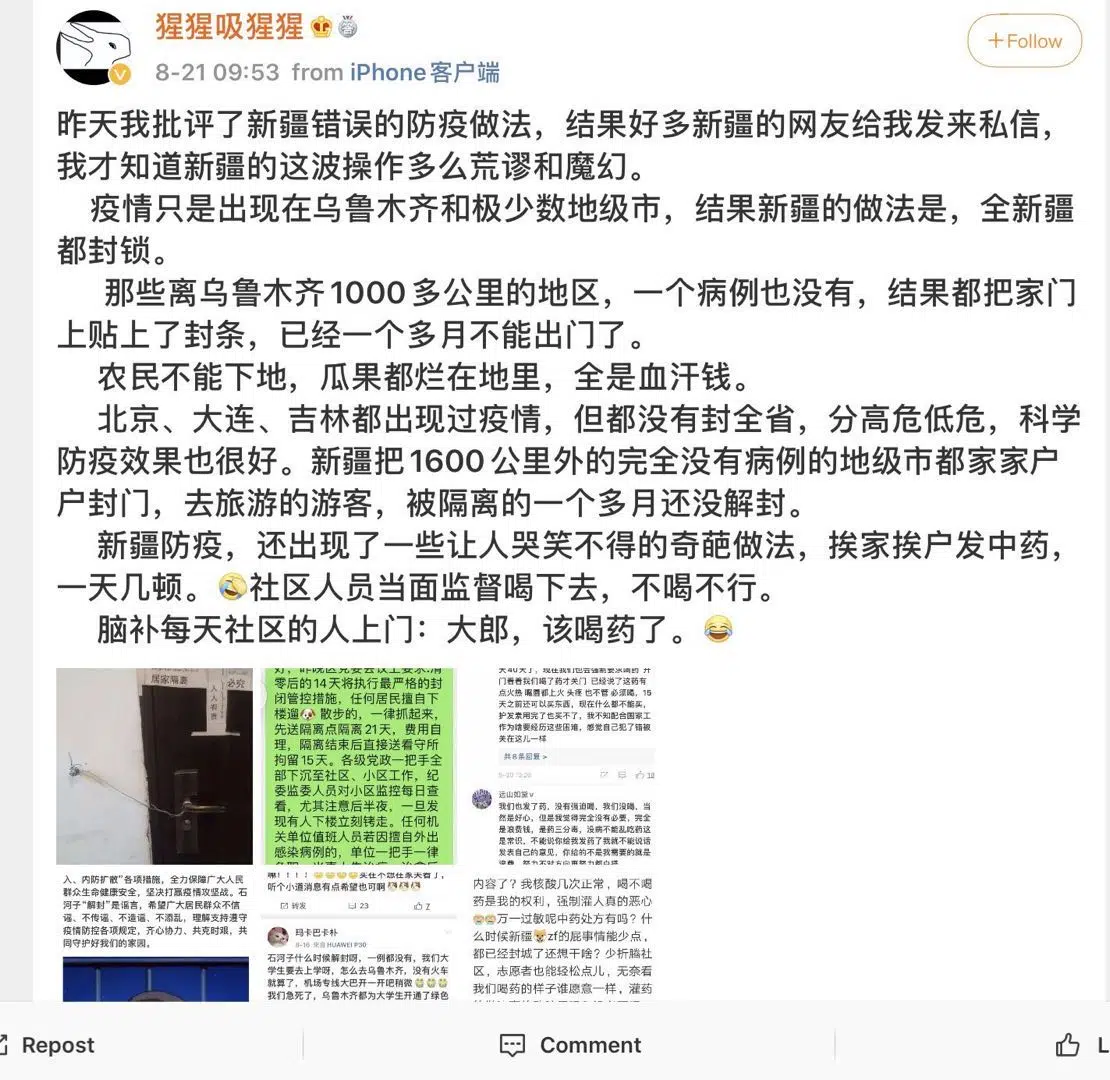 猩猩吸猩猩
+Follow
8-21 09:53 from iPhone客户端
昨天我批评了新疆错误的防疫做法，结果好多新疆的网友给我发来私信，
我才知道新疆的这波操作多么荒谬和魔幻。
疫情只是出现在乌鲁木齐和极少数地级市，结果新疆的做法是，全新疆
都封锁。
那些离乌鲁木齐1000多公里的地区，一个病例也没有，结果都把家门
上贴上了封条，已经一个多月不能出门了。
农民不能下地，瓜果都烂在地里，全是血汗钱。
北京、大连、吉林都出现过疫情，但都没有封全省，分高危低危，科学
防疫效果也很好。新疆把1600公里外的完全没有病例的地级市都家家户
户封门，去旅游的游客，被隔离的一个多月还没解封。
新疆防疫，还出现了一些让人哭笑不得的奇葩做法，挨家挨户发中药，
一天几顿。🤣社区人员当面监督喝下去，不喝不行。
脑补每天社区的人上门：大郎，该喝药了。😂
居家隔离
人人有责
必究
零后的14天将执行最严格的封
闭管控措施，任何居民擅自下
楼遛🐶散步的，一律抓起来，
先送隔离点隔离21天，费用自
理，隔离结束后直接送看守所
拘留15天。各级党政一把手全
部下沉至社区、小区工作，纪
委监委人员对小区监控每日查
看，尤其注意后半夜，一旦发
现有人下楼立刻铐走。任何机
关单位值班人员若因擅自外出
感染病例的，单位一把手一律
门看着我们喝了药才关门 已经说了这药有
点火热 嘴唇都上火 头疼 也不管 必须喝，15
天之前还可以买东西，现在什么都不能买，
护发素用完了也买不了，我不知配合国家工
作为啥要经历这些困难，感觉自己犯了错被
关在这儿一样
共8条回复 >
8-20 13:20
18
远山如黛v
我们也发了药，没有强迫喝，我们没喝，当
然是好心，但是我觉得完全没有必要，完全
是浪费钱，是药三分毒，没病不能乱吃药这
是常识，不能说你给我发药了我就不能说话
发表自己的意见，你给的不是我需要的就是
入、内防扩散”各项措施，全力保障广大人民
群众生命健康安全，坚决打赢疫情攻坚战。石
河子“解封”是谣言，希望广大居民群众不信
谣、不传谣、不造谣、不添乱，理解支持遵守
疫情防控各项规定，齐心协力、共克时艰，共
同守护好我们的家园。
听个小道消息有点希望也可啊
转发
23
7
玛卡巴卡朴
8-16 来自 HUAWEI P30
石河子什么时候解封呀，一例都没有，我们大
学生要去上学呀，怎么去乌鲁木齐，没有火车
就算了，机场专线大巴开一开吧稍微
我们急死了，乌鲁木齐都为大学生开通了绿色
内容了？我核酸几次正常，喝不喝
药是我的权利，强制灌人真的恶心
万一过敏呢中药处方有吗？什
么时候新疆zf的屁事情能少点，
都已经封城了还想干啥？少折腾社
区，志愿者也能轻松点儿，无奈看
我们喝药的样子谁愿意一样，灌药
Repost
Comment
L